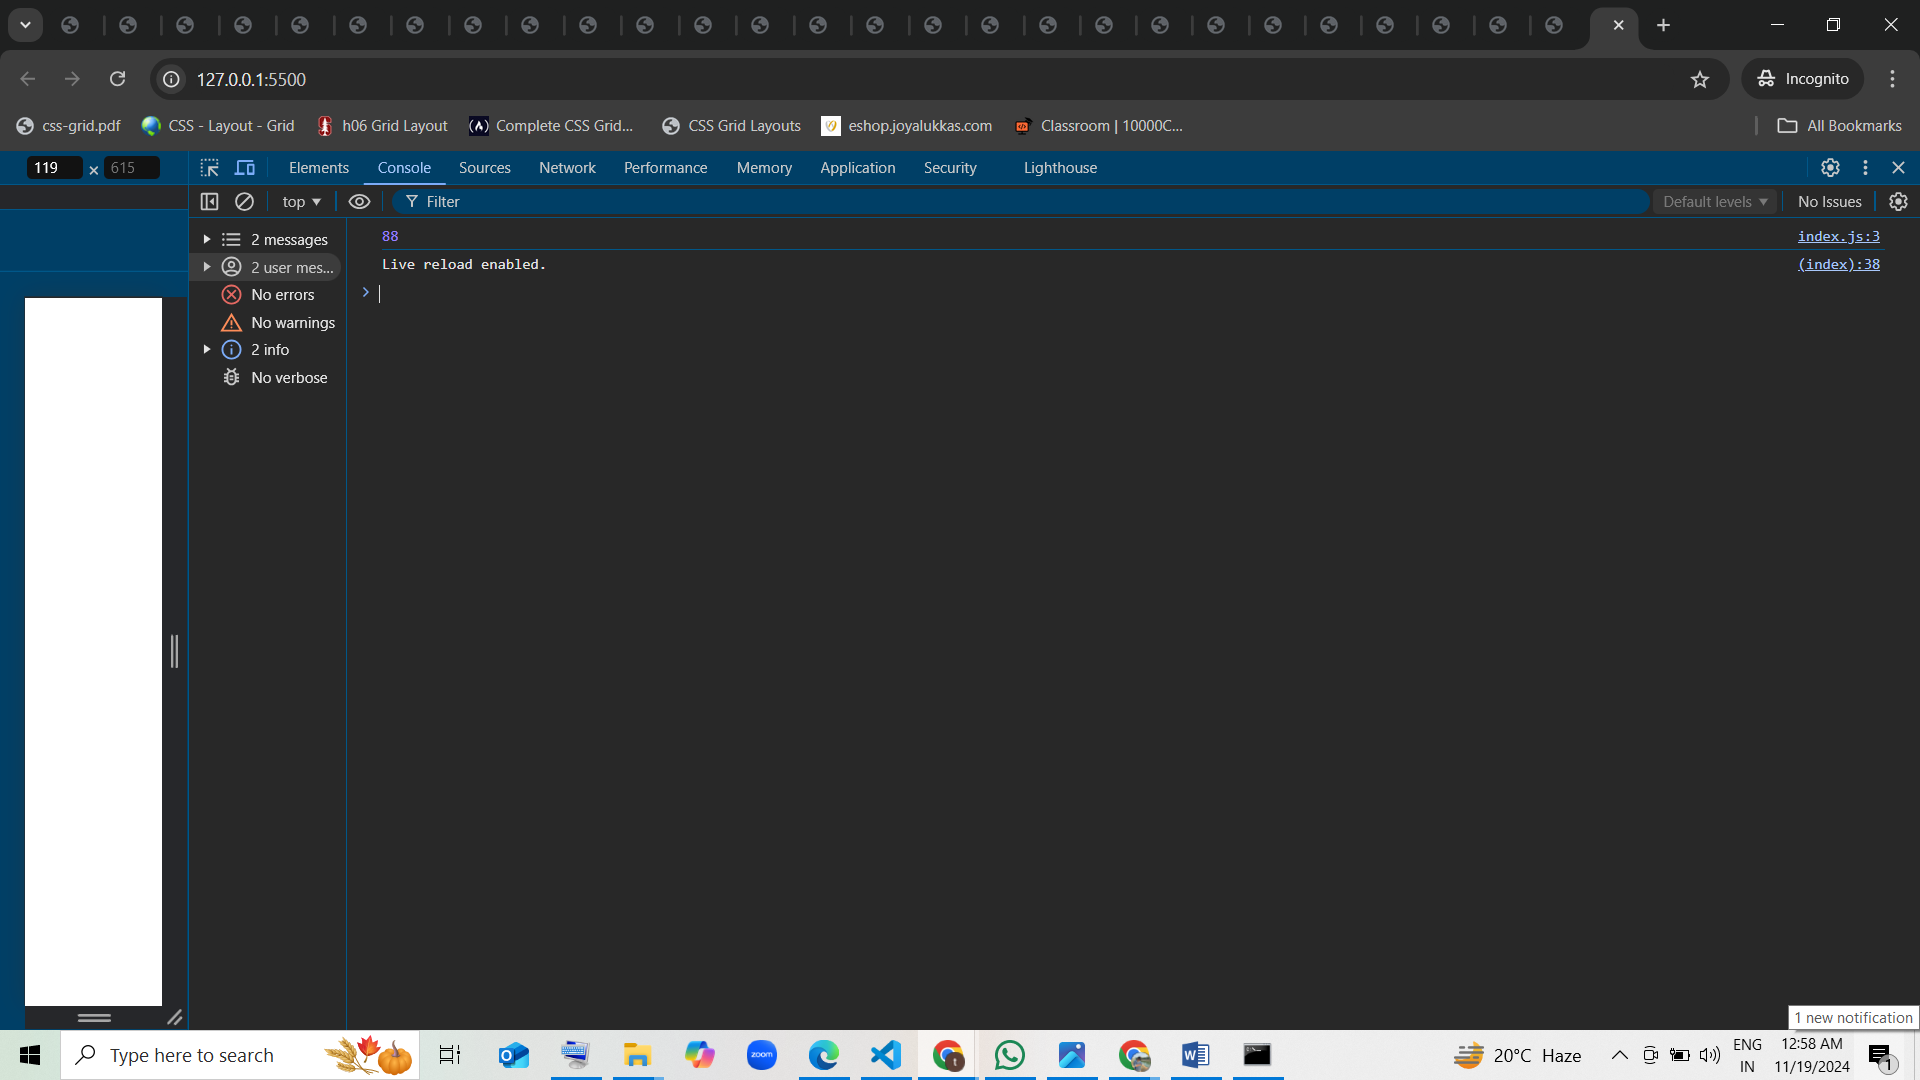 127.0.0.1:5500
Incognito
css-grid.pdf
CSS - Layout - Grid
h06 Grid Layout
Complete CSS Grid...
CSS Grid Layouts
eshop.joyalukkas.com
Classroom | 10000C...
All Bookmarks
119 × 615
Elements
Console
Sources
Network
Performance
Memory
Application
Security
Lighthouse
top
Filter
Default levels
No Issues
2 messages
2 user mes...
No errors
No warnings
2 info
No verbose
88
index.js:3
Live reload enabled.
(index):38
1 new notification
Type here to search
zoom
t
20°C Haze
ENG
IN
12:58 AM
11/19/2024
1